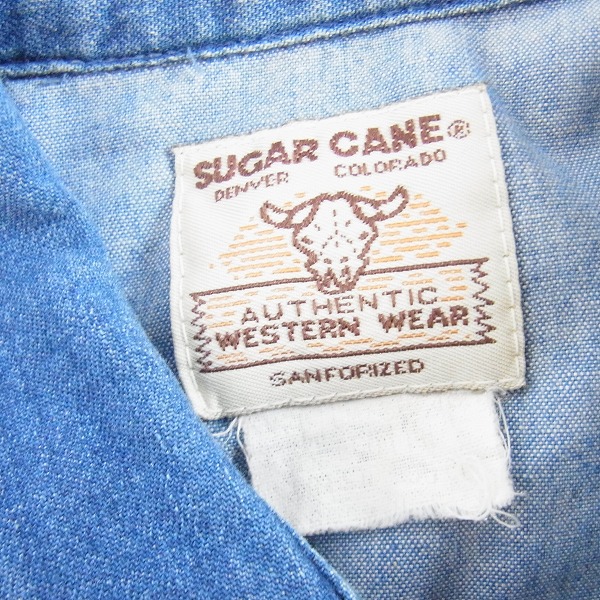 SUGAR CANE®
DENVER COLORADO
AUTHENTIC
WESTERN WEAR
SANFORIZED